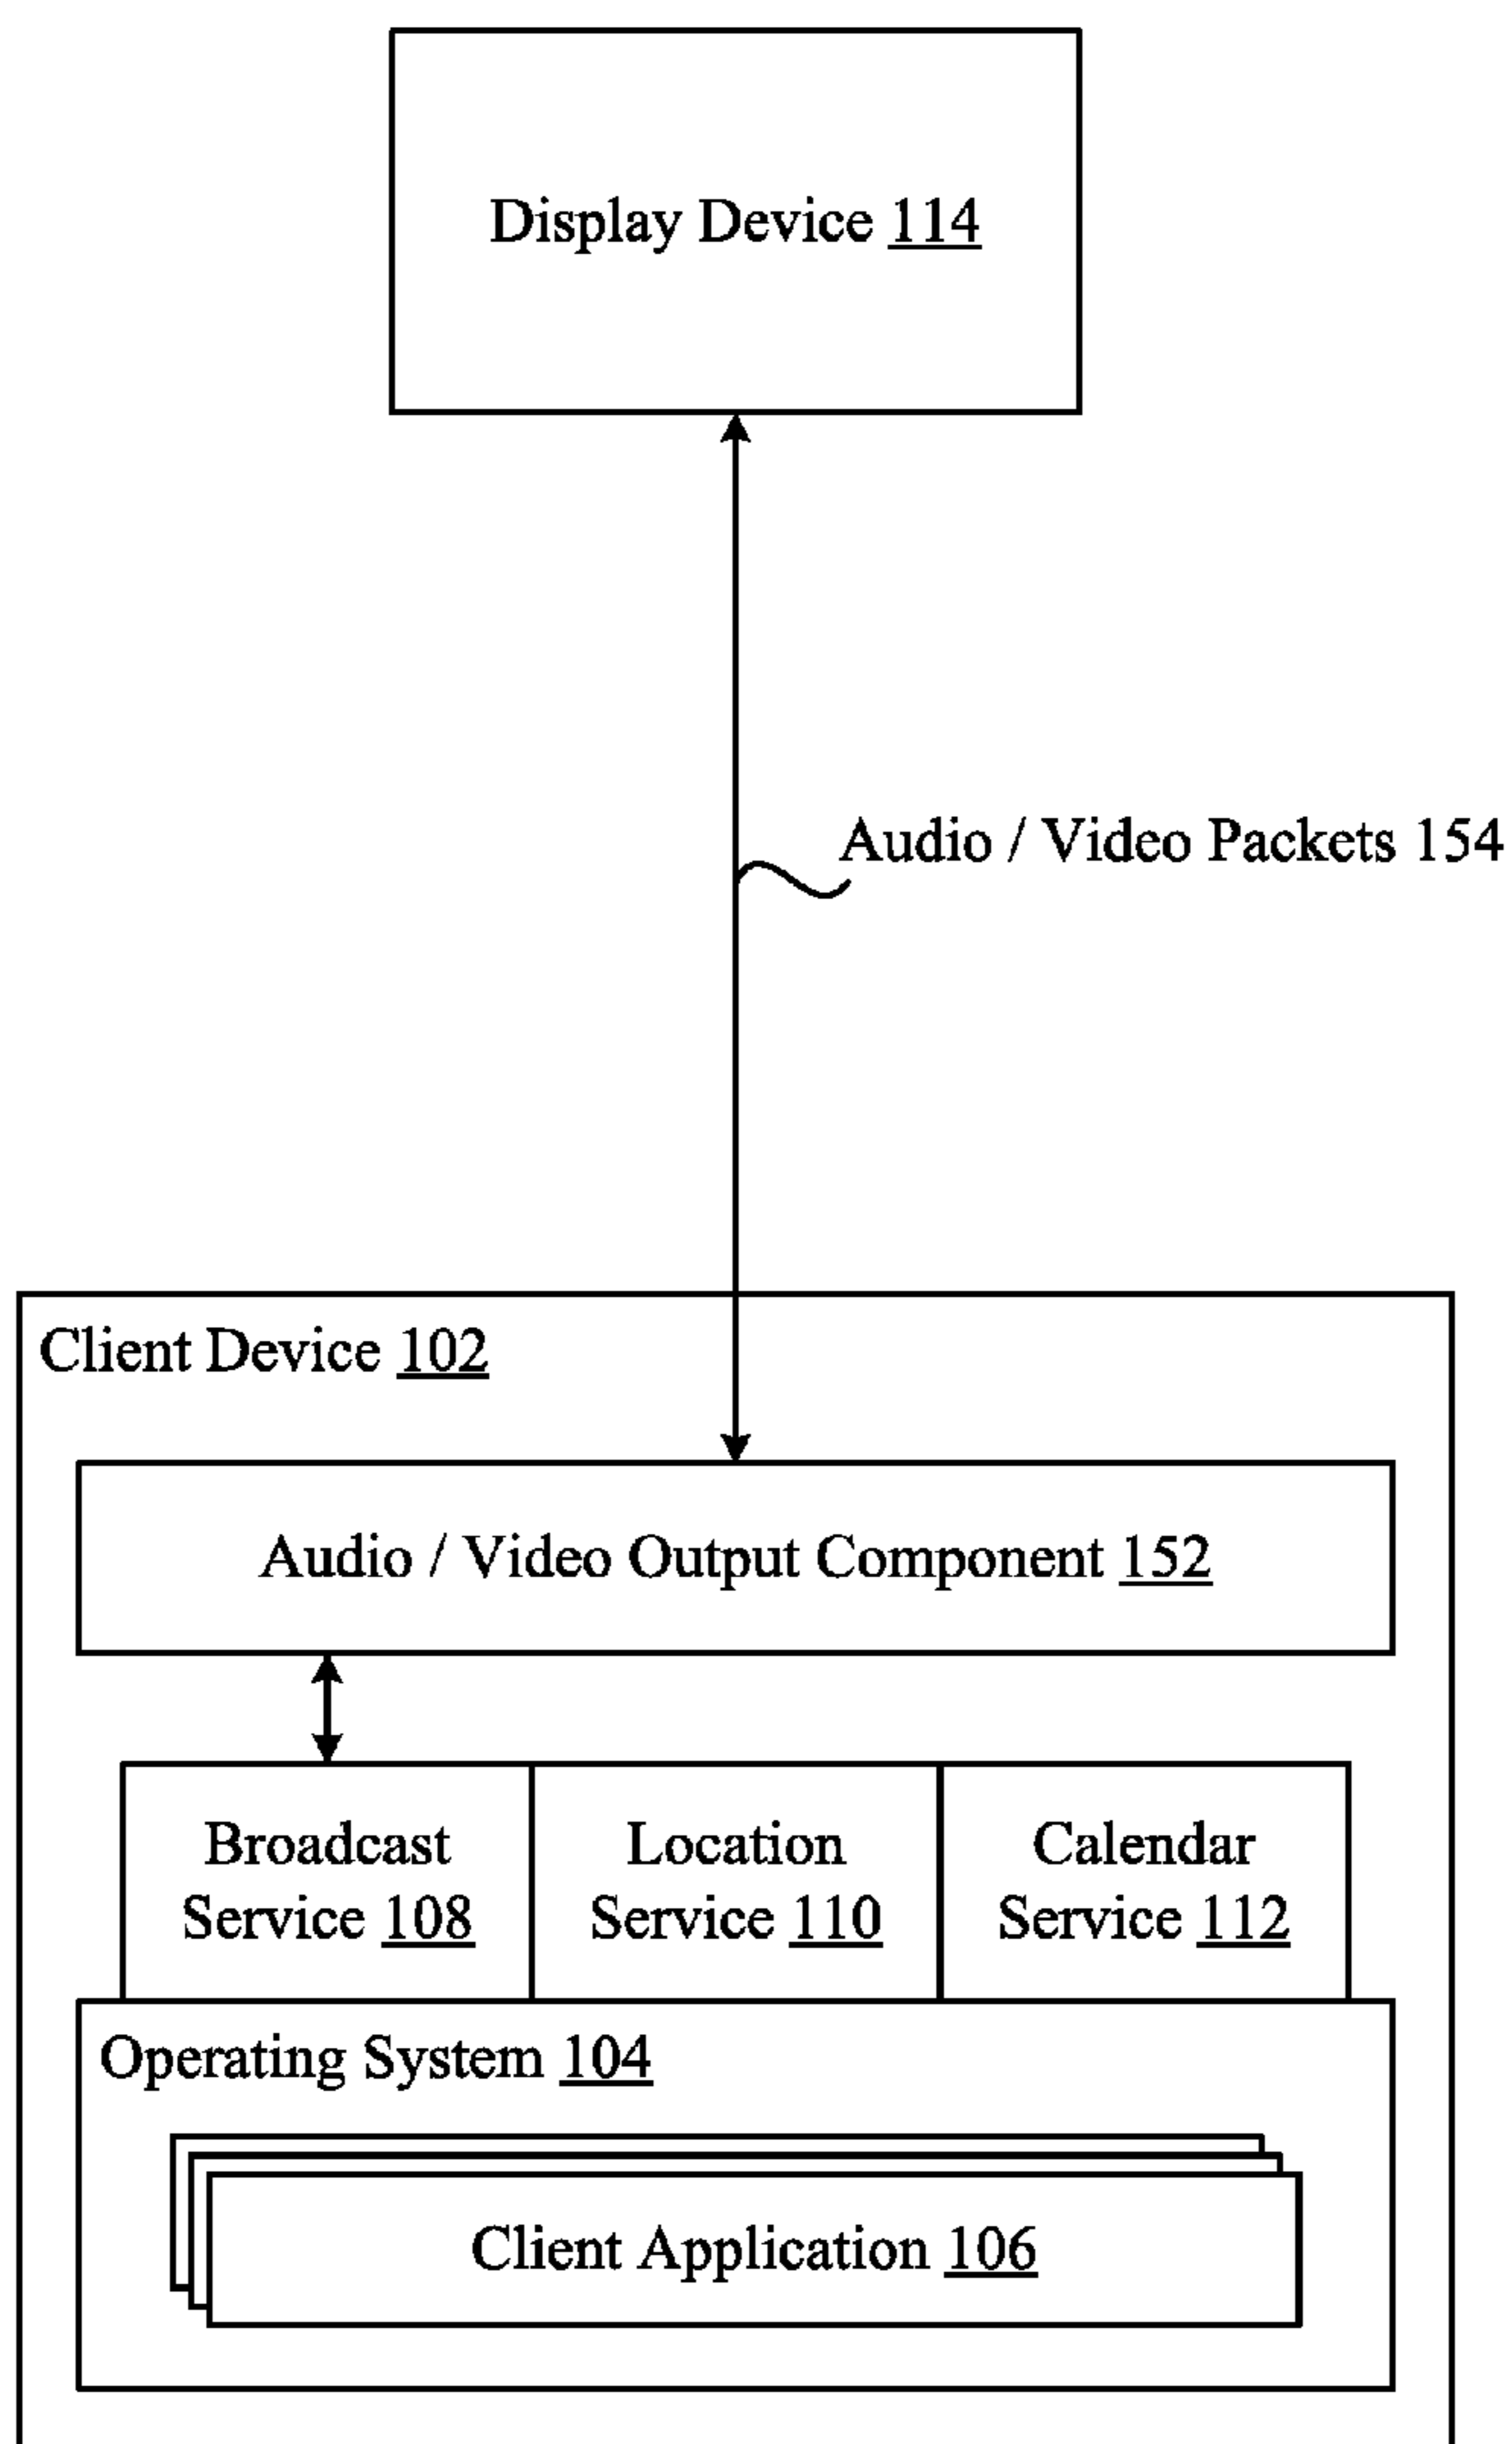 Display Device 114
Audio / Video Packets 154
Client Device 102
Audio / Video Output Component 152
Broadcast
Service 108
Location
Service 110
Calendar
Service 112
Operating System 104
Client Application 106